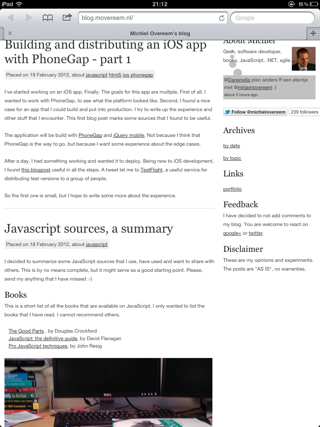 iPad
21:12
Michiel Overeem's blog
blog.movereem.nl/
Google
Michiel Overeem's blog
Building and distributing an iOS app
with PhoneGap - part 1
Placed on 19 February 2012, about javascript html5 ios phonegap
I've started working on an iOS app. Finally. The goals for this app are multiple. First of all, I
wanted to work with PhoneGap, to see what the platform looked like. Second, I found a nice
case for an app that I could build and put into production. I try to write up the experience and
other stuff that I encounter. This first blog post marks some sources that I found to be useful.
The application will be build with PhoneGap and jQuery mobile. Not because I think that
PhoneGap is the way to go, but because I want some experience about the edge cases.
After a, day, I had something working and wanted it to deploy. Being new to iOS development,
I found this blogpost useful in all the steps. A tweet let me to TestFlight, a useful service for
distributing test versions to a group of people.
So the first one is small, but I hope to write some more about the experience.
Javascript sources, a summary
Placed on 18 February 2012, about javascript
I decided to summarize some JavaScript sources that I use, have used and want to share with
others. This is by no means complete, but it might serve as a good starting point. Please,
send my anything that I have missed :-)
Books
This is a short list of all the books that are available on JavaScript. I only wanted to list the
books that I have read. I cannot recommend others.
The Good Parts , by Douglas Crockford
JavaScript: the definitive guide, by David Flanagan
Pro JavaScript techniques, by John Resig
About Michiel
Geek, software developer,
books, JavaScript, .NET, agile.
@Danienela plan anders ff een etentje
met @miriamovereem :)
about 5 hours ago
Follow @michielovereem
239 followers
Archives
by date
by topic
Links
portfolio
Feedback
I have decided to not add comments to
my blog. You are welcome to react on
google+ or twitter.
Disclaimer
These are my opinions and experiments.
The posts are "AS IS", no warranties.